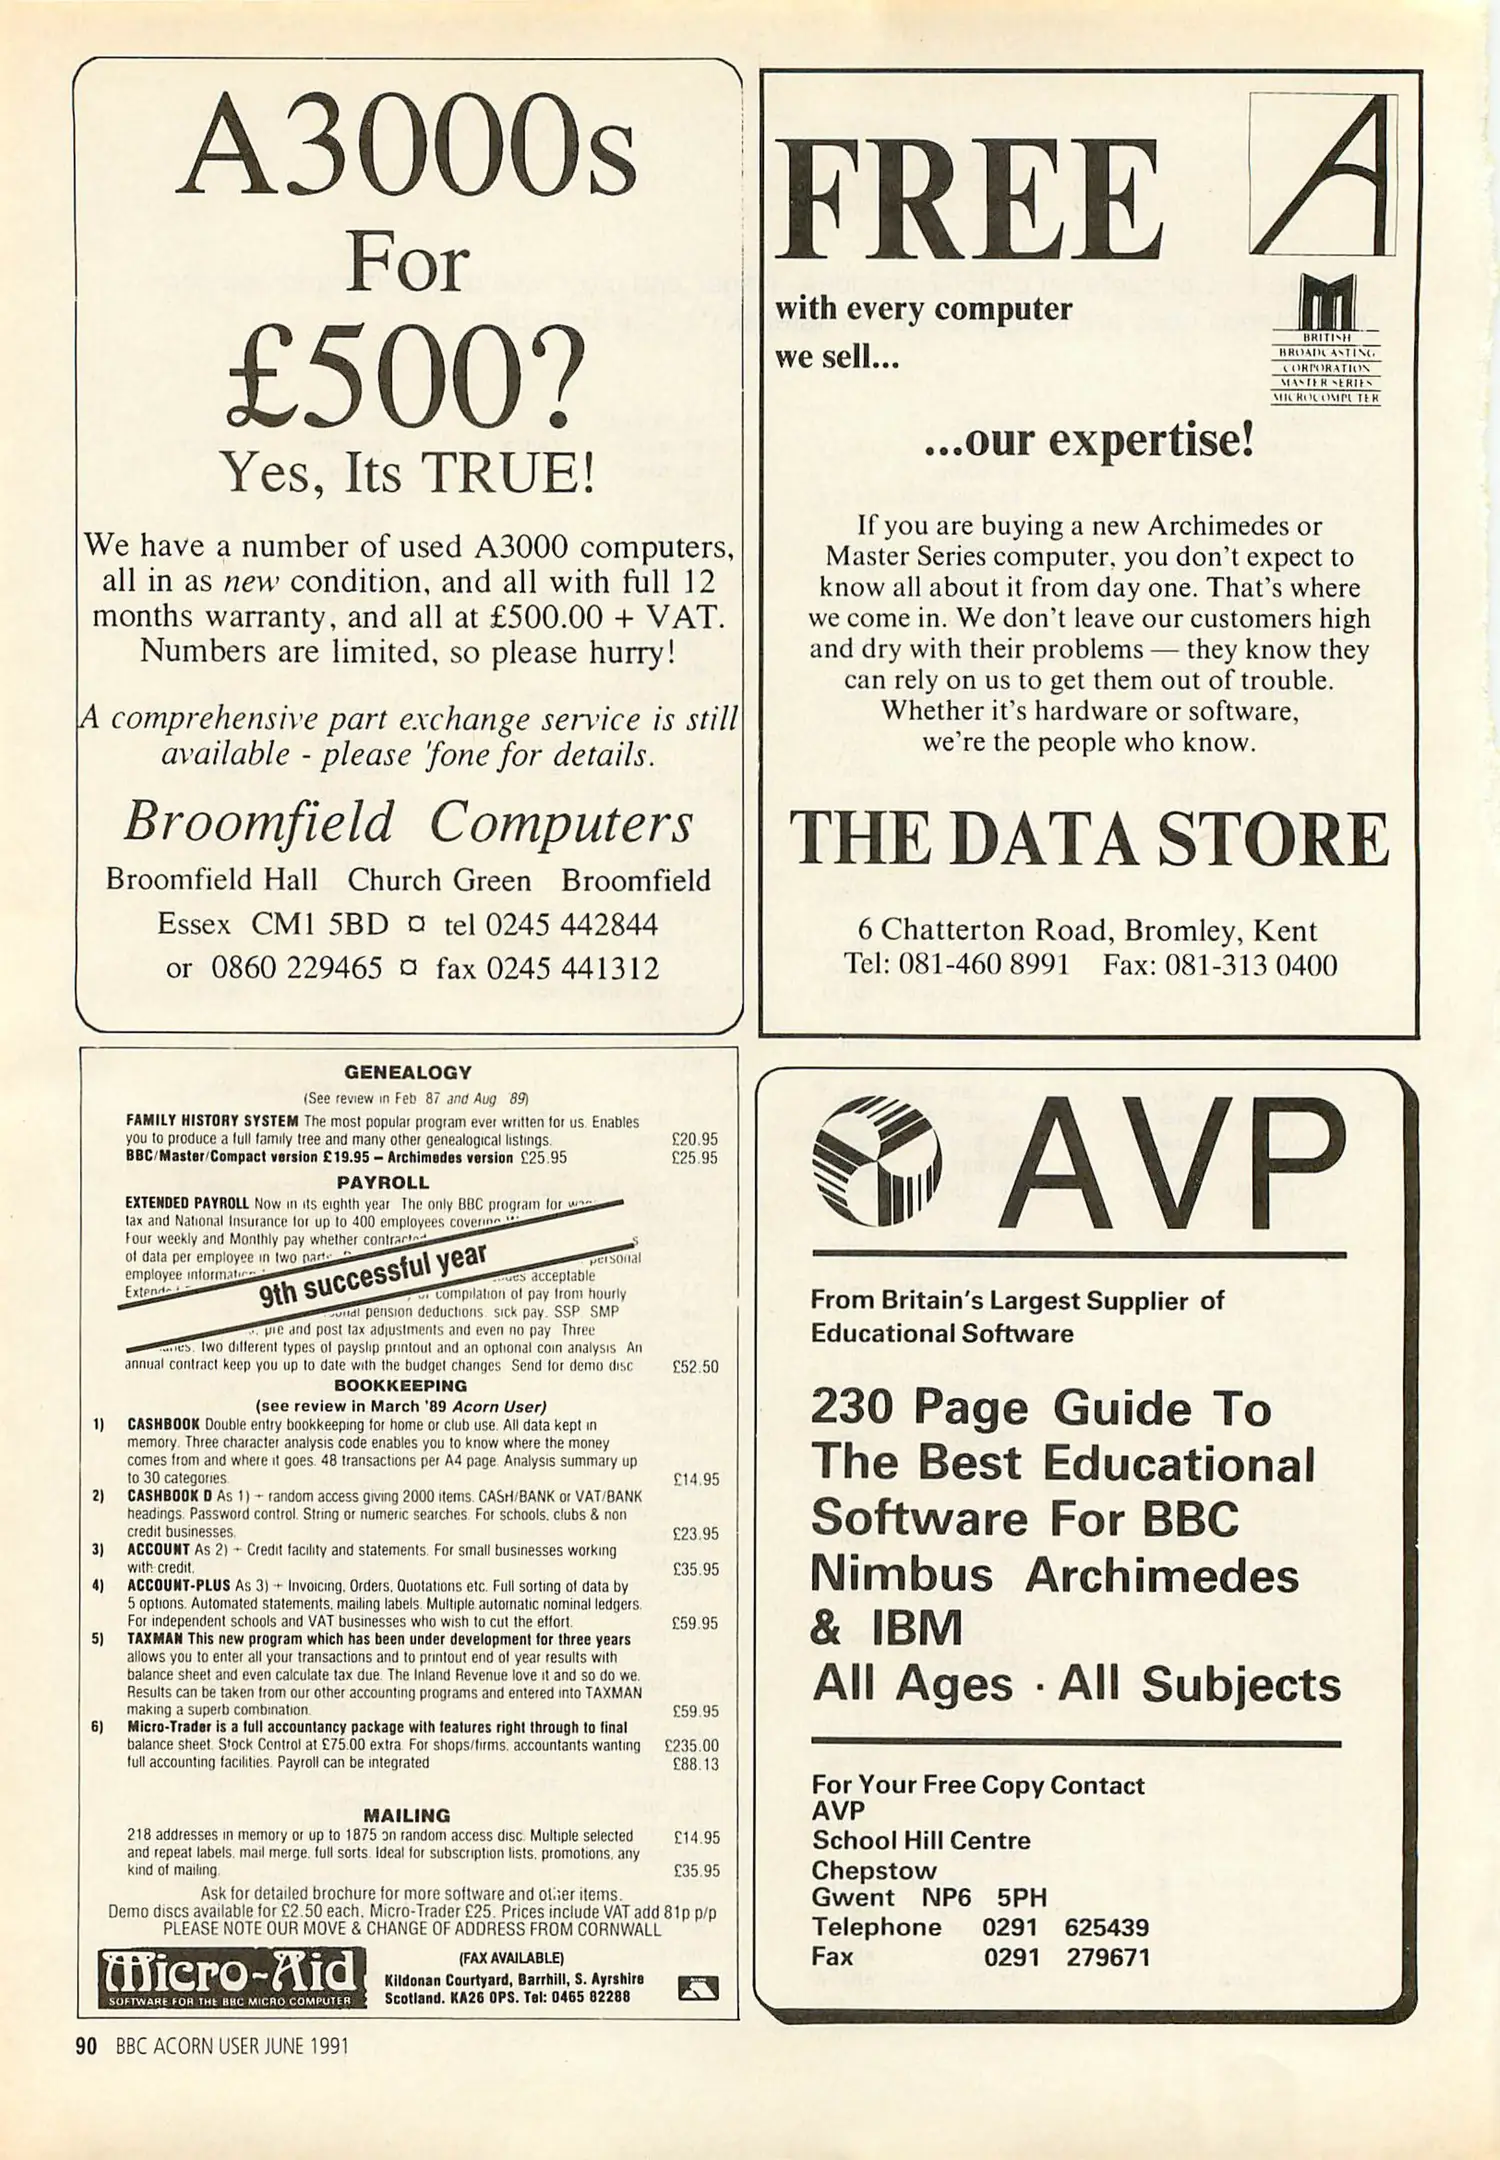 A3000s
For
£500?
Yes, Its TRUE!
We have a number of used A3000 computers,
all in as new condition, and all with full 12
months warranty, and all at £500.00 + VAT.
Numbers are limited, so please hurry!
A comprehensive part exchange service is still
available - please 'fone for details.
Broomfield Computers
Broomfield Hall Church Green Broomfield
Essex CM1 5BD ¤ tel 0245 442844
or 0860 229465 ¤ fax 0245 441312
FREE
with every computer
we sell...
BRITISH
BROADCASTING
CORPORATION
MASTER SERIES
MICROCOMPUTER
...our expertise!
If you are buying a new Archimedes or
Master Series computer, you don't expect to
know all about it from day one. That's where
we come in. We don't leave our customers high
and dry with their problems — they know they
can rely on us to get them out of trouble.
Whether it's hardware or software,
we're the people who know.
THE DATA STORE
6 Chatterton Road, Bromley, Kent
Tel: 081-460 8991 Fax: 081-313 0400
GENEALOGY
(See review in Feb 87 and Aug 89)
FAMILY HISTORY SYSTEM The most popular program ever written for us. Enables
you to produce a full family tree and many other genealogical listings. £20.95
BBC/Master/Compact version £19.95 – Archimedes version £25.95 £25.95
PAYROLL
EXTENDED PAYROLL Now in its eighth year The only BBC program for
tax and National Insurance for up to 400 employees
Four weekly and Monthly pay whether
of data per employee in two personal
employee acceptable
9th successful year
compilation of pay from hourly
pension deductions. sick pay. SSP. SMP
pre and post tax adjustments and even no pay Three
two different types of payslip printout and an optional coin analysis An
annual contract keep you up to date with the budget changes Send for demo disc £52.50
BOOKKEEPING
(see review in March '89 Acorn User)
1) CASHBOOK Double entry bookkeeping for home or club use. All data kept in
memory. Three character analysis code enables you to know where the money
comes from and where it goes. 48 transactions per A4 page. Analysis summary up
to 30 categories. £14.95
2) CASHBOOK D As 1) + random access giving 2000 items. CASH/BANK or VAT/BANK
headings. Password control. String or numeric searches. For schools, clubs & non
credit businesses. £23.95
3) ACCOUNT As 2) + Credit facility and statements. For small businesses working
with credit. £35.95
4) ACCOUNT-PLUS As 3) + Invoicing, Orders, Quotations etc. Full sorting of data by
5 options. Automated statements, mailing labels. Multiple automatic nominal ledgers.
For independent schools and VAT businesses who wish to cut the effort. £59.95
5) TAXMAN This new program which has been under development for three years
allows you to enter all your transactions and to printout end of year results with
balance sheet and even calculate tax due. The Inland Revenue love it and so do we.
Results can be taken from our other accounting programs and entered into TAXMAN
making a superb combination. £59.95
6) Micro-Trader is a full accountancy package with features right through to final
balance sheet. Stock Control at £75.00 extra. For shops/firms, accountants wanting £235.00
full accounting facilities. Payroll can be integrated £88.13
MAILING
218 addresses in memory or up to 1875 on random access disc. Multiple selected £14.95
and repeat labels, mail merge, full sorts. Ideal for subscription lists, promotions, any
kind of mailing. £35.95
Ask for detailed brochure for more software and other items.
Demo discs available for £2.50 each. Micro-Trader £25. Prices include VAT add 81p p/p
PLEASE NOTE OUR MOVE & CHANGE OF ADDRESS FROM CORNWALL
Micro-Aid
SOFTWARE FOR THE BBC MICRO COMPUTER
(FAX AVAILABLE)
Kildonan Courtyard, Barrhill, S. Ayrshire
Scotland. KA26 0PS. Tel: 0465 82288
AVP
From Britain's Largest Supplier of
Educational Software
230 Page Guide To
The Best Educational
Software For BBC
Nimbus Archimedes
& IBM
All Ages · All Subjects
For Your Free Copy Contact
AVP
School Hill Centre
Chepstow
Gwent NP6 5PH
Telephone 0291 625439
Fax 0291 279671
90 BBC ACORN USER JUNE 1991